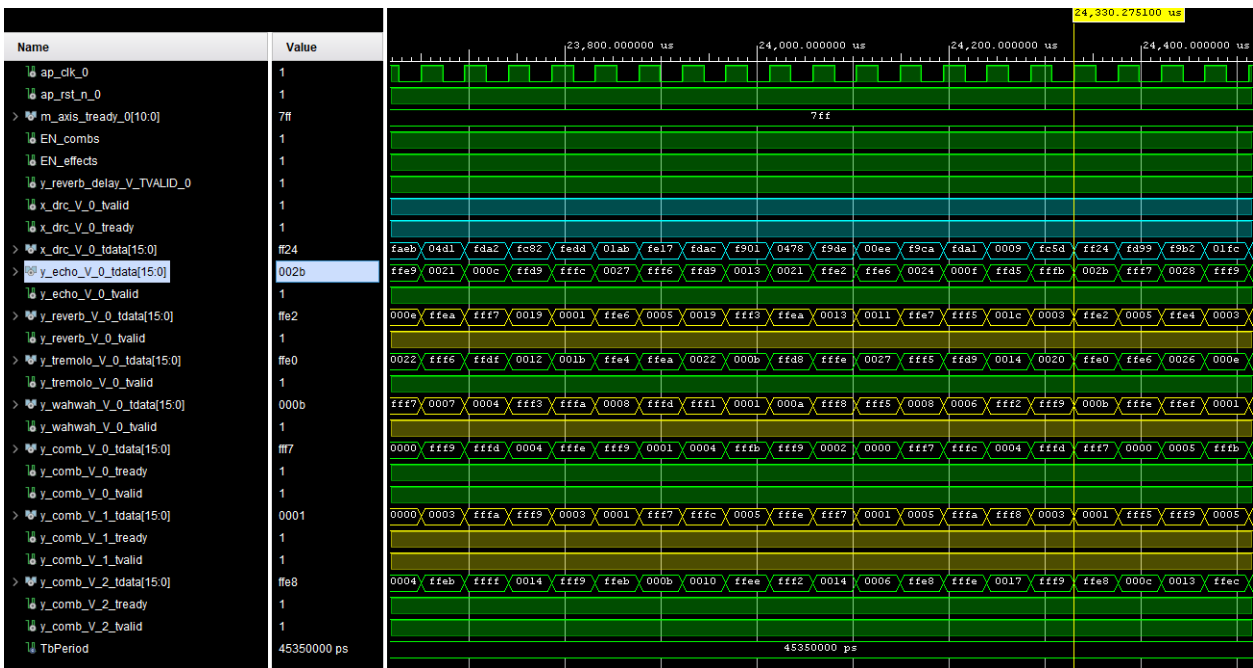 24,330.275100 us
Name Value
23,800.000000 us 24,000.000000 us 24,200.000000 us 24,400.000000 us
ap_clk_0 1
ap_rst_n_0 1
m_axis_tready_0[10:0] 7ff 7ff
EN_combs 1
EN_effects 1
y_reverb_delay_V_TVALID_0 1
x_drc_V_0_tvalid 1
x_drc_V_0_tready 1
x_drc_V_0_tdata[15:0] ff24 faeb 04d1 fda2 fc82 fedd 01ab fe17 fdac f901 0478 f9de 00ee f9ca fda1 0009 fc5d ff24 fd99 f9b2 01fc
y_echo_V_0_tdata[15:0] 002b ffe9 0021 000c ffd9 fffc 0027 fff6 ffd9 0013 0021 ffe2 ffe6 0024 000f ffd5 fffb 002b fff7 0028 fff9
y_echo_V_0_tvalid 1
y_reverb_V_0_tdata[15:0] ffe2 000e ffea fff7 0019 0001 ffe6 0005 0019 fff3 ffea 0013 0011 ffe7 fff5 001c 0003 ffe2 0005 ffe4 0003
y_reverb_V_0_tvalid 1
y_tremolo_V_0_tdata[15:0] ffe0 0022 fff6 ffdf 0012 001b ffe4 ffea 0022 000b ffd8 fffe 0027 fff5 ffd9 0014 0020 ffe0 ffe6 0026 000e
y_tremolo_V_0_tvalid 1
y_wahwah_V_0_tdata[15:0] 000b fff7 0007 0004 fff3 fffa 0008 fffd fff1 0001 000a fff8 fff5 0008 0006 fff2 fff9 000b fffe ffef 0001
y_wahwah_V_0_tvalid 1
y_comb_V_0_tdata[15:0] fff7 0000 fff9 fffd 0004 fffe fff9 0001 0004 fffb fff9 0002 0000 fff7 fffc 0004 fffd fff7 0000 0005 fffb
y_comb_V_0_tready 1
y_comb_V_0_tvalid 1
y_comb_V_1_tdata[15:0] 0001 0000 0003 fffa fff9 0003 0001 fff7 fffc 0005 fffe fff7 0001 0005 fffa fff8 0003 0001 fff5 fff9 0005
y_comb_V_1_tready 1
y_comb_V_1_tvalid 1
y_comb_V_2_tdata[15:0] ffe8 0004 ffeb ffff 0014 fff9 ffeb 000b 0010 ffee fff2 0014 0006 ffe8 fffe 0017 fff9 ffe8 000c 0013 ffec
y_comb_V_2_tready 1
y_comb_V_2_tvalid 1
TbPeriod 45350000 ps 45350000 ps